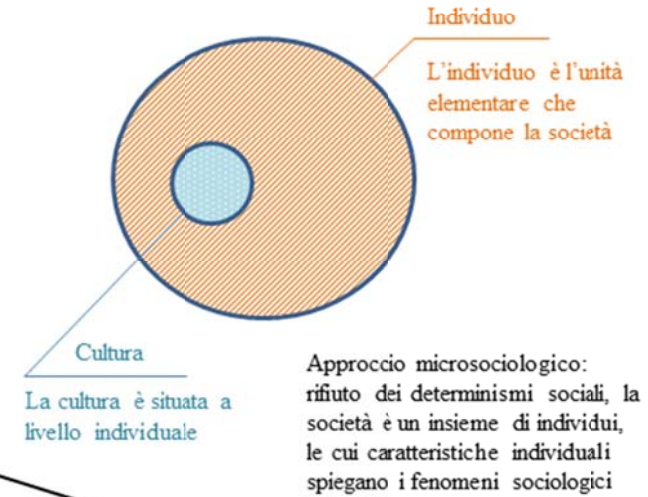 Individuo
L'individuo è l'unità
elementare che
compone la società
Cultura
La cultura è situata a
livello individuale
Approccio microsociologico:
rifiuto dei determinismi sociali, la
società è un insieme di individui,
le cui caratteristiche individuali
spiegano i fenomeni sociologici